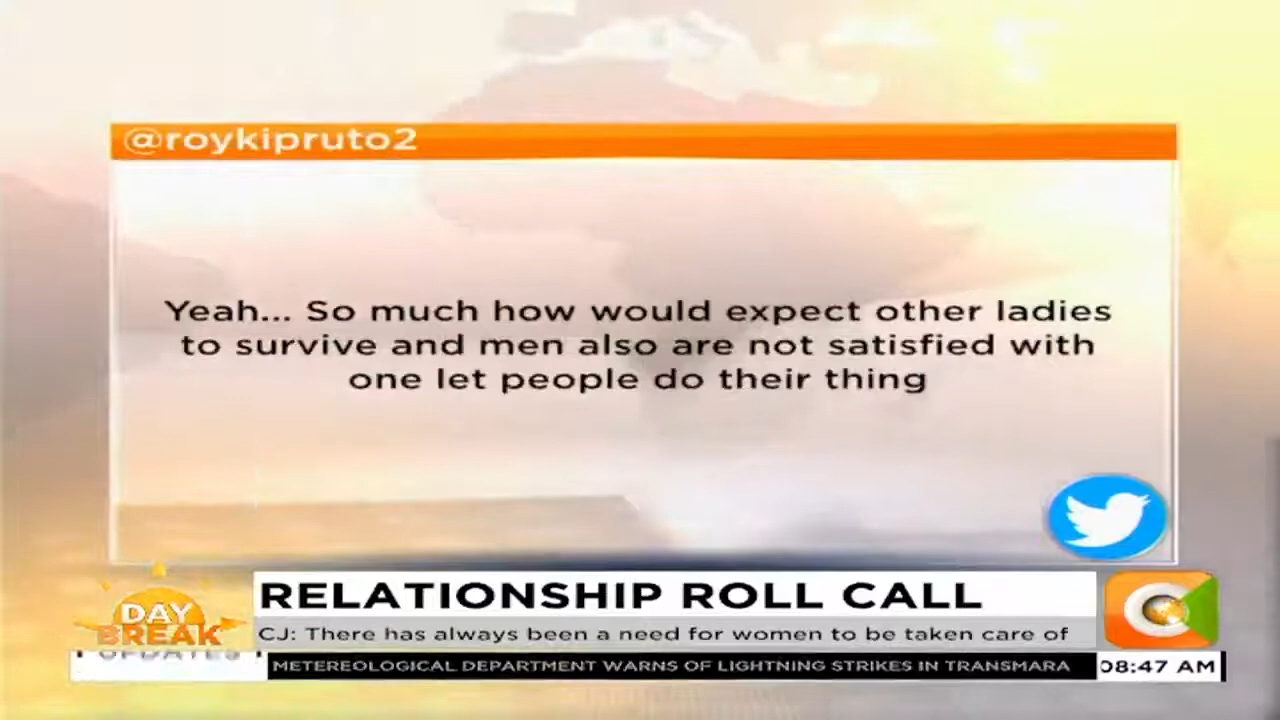 @roykipruto2
Yeah... So much how would expect other ladies
to survive and men also are not satisfied with
one let people do their thing
RELATIONSHIP ROLL CALL
DAY
BREAK
CJ: There has always been a need for women to be taken care of
UPDATES
METEREOLOGICAL DEPARTMENT WARNS OF LIGHTNING STRIKES IN TRANSMARA
08:47 AM